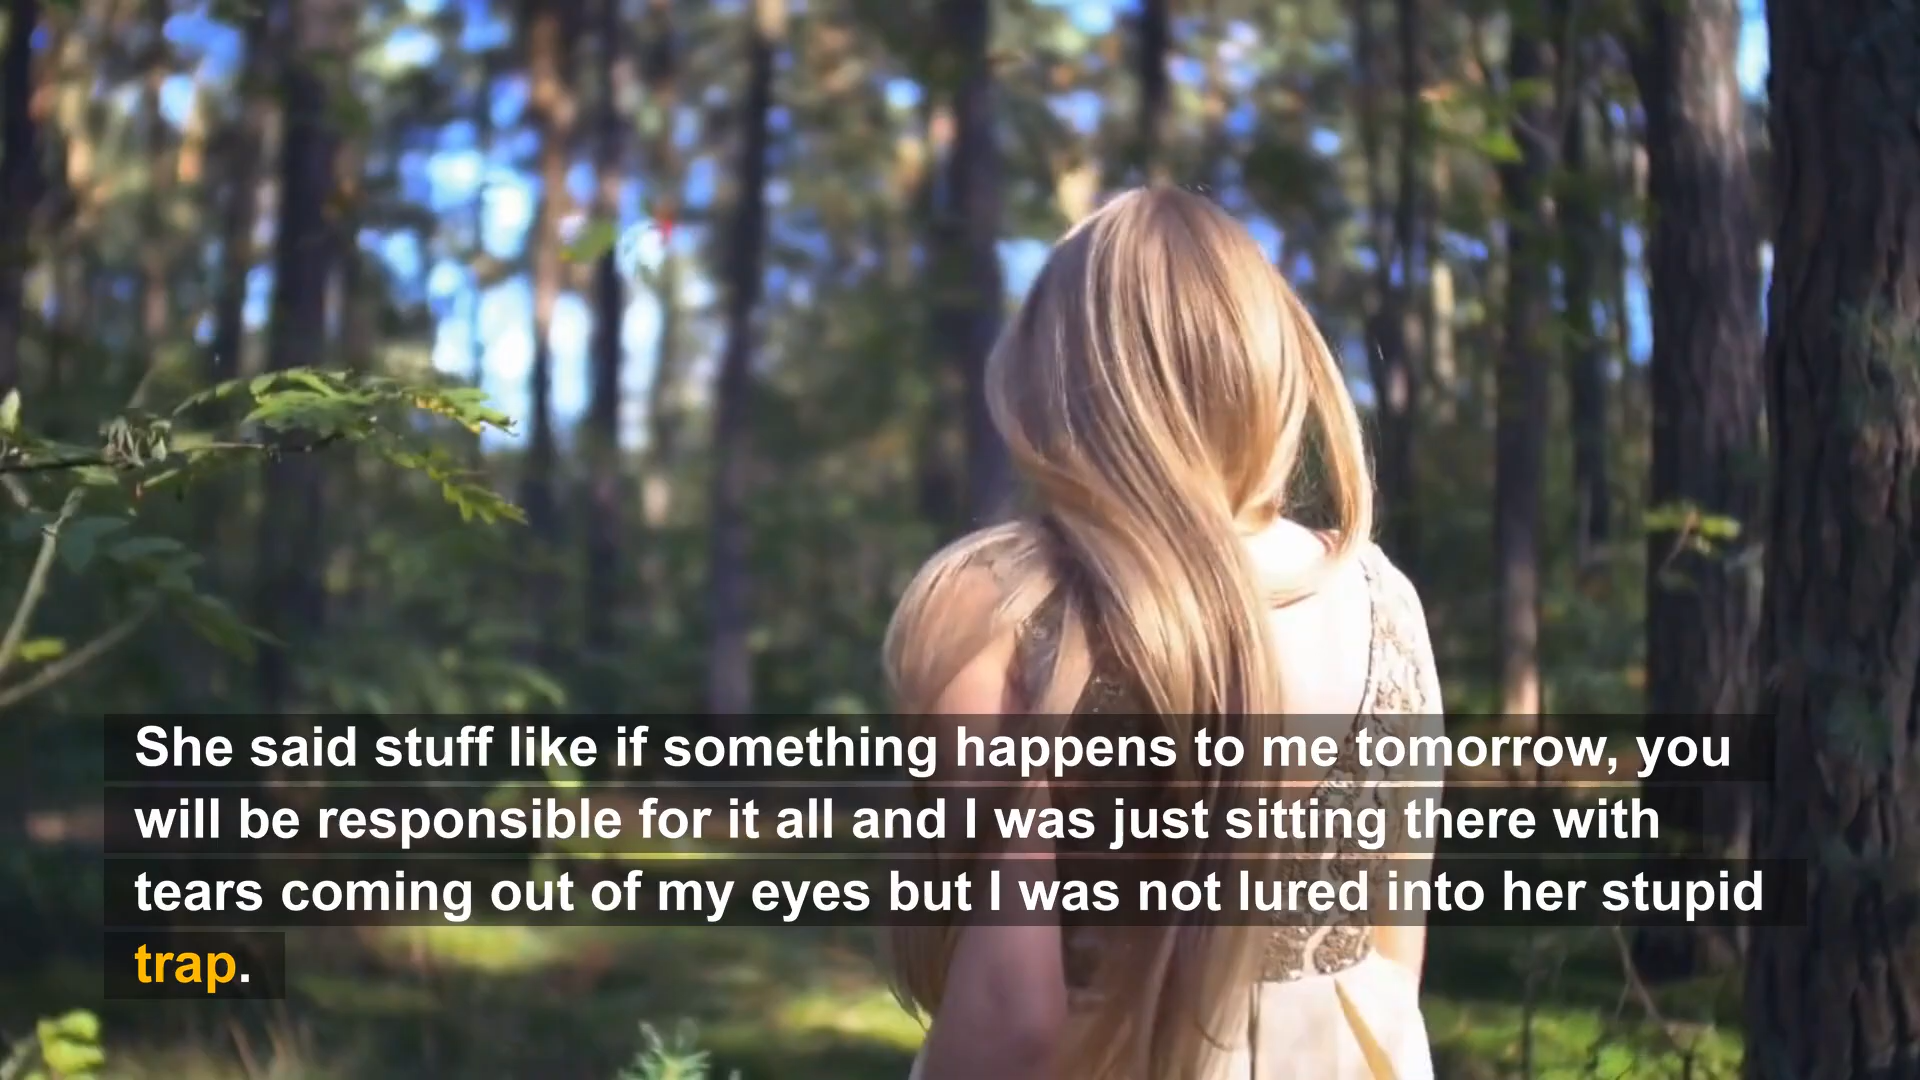 She said stuff like if something happens to me tomorrow, you
will be responsible for it all and I was just sitting there with
tears coming out of my eyes but I was not lured into her stupid
trap.